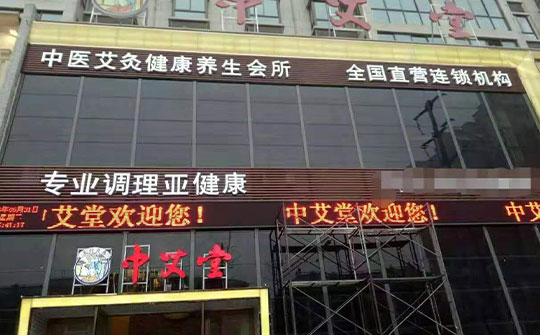 中艾堂
中医艾灸健康养生会所 全国直营连锁机构
专业调理亚健康
艾堂欢迎您! 中艾堂欢迎您! 中艾
中艾堂